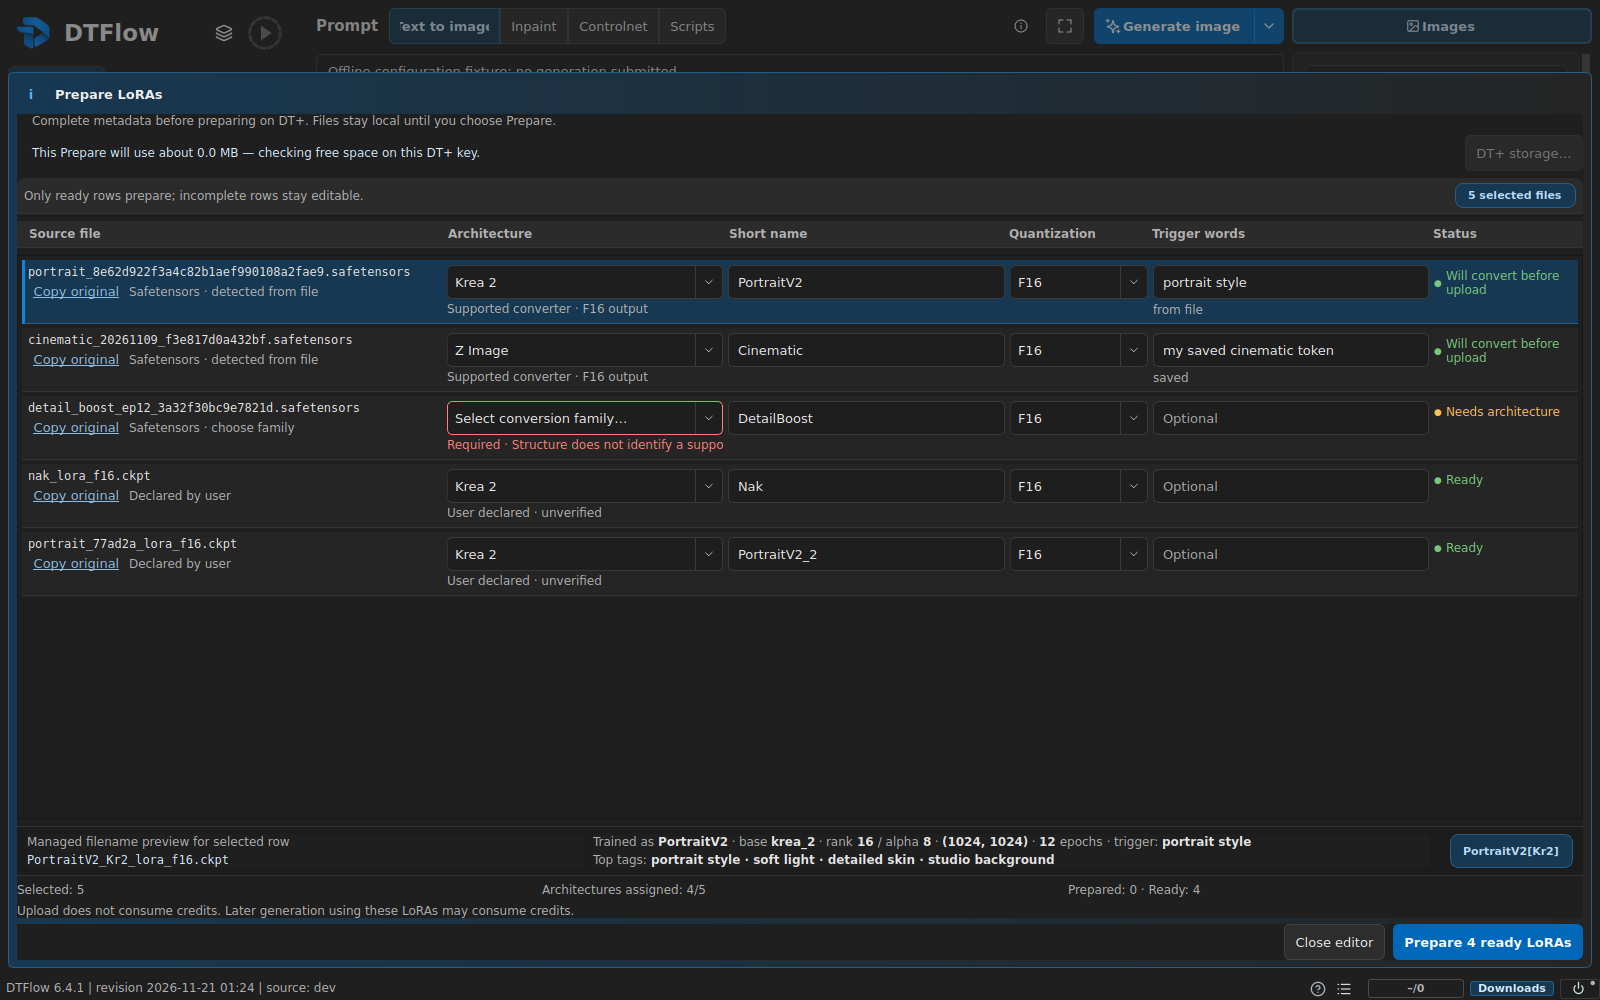 DTFlow
Prompt
Text to image
Inpaint
Controlnet
Scripts
Generate image
Images
Offline configuration fixture: no generation submitted
i Prepare LoRAs
Complete metadata before preparing on DT+. Files stay local until you choose Prepare.
This Prepare will use about 0.0 MB — checking free space on this DT+ key.
DT+ storage...
Only ready rows prepare; incomplete rows stay editable.
5 selected files
Source file Architecture Short name Quantization Trigger words Status
portrait_8e62d922f3a4c82b1aef990108a2fae9.safetensors
Copy original Safetensors · detected from file
Krea 2
Supported converter · F16 output
PortraitV2
F16
portrait style
from file
Will convert before
upload
cinematic_20261109_f3e817d0a432bf.safetensors
Copy original Safetensors · detected from file
Z Image
Supported converter · F16 output
Cinematic
F16
my saved cinematic token
saved
Will convert before
upload
detail_boost_ep12_3a32f30bc9e7821d.safetensors
Copy original Safetensors · choose family
Select conversion family...
Required · Structure does not identify a suppo
DetailBoost
F16
Optional
Needs architecture
nak_lora_f16.ckpt
Copy original Declared by user
Krea 2
User declared · unverified
Nak
F16
Optional
Ready
portrait_77ad2a_lora_f16.ckpt
Copy original Declared by user
Krea 2
User declared · unverified
PortraitV2_2
F16
Optional
Ready
Managed filename preview for selected row
PortraitV2_Kr2_lora_f16.ckpt
Trained as PortraitV2 · base krea_2 · rank 16 / alpha 8 · (1024, 1024) · 12 epochs · trigger: portrait style
Top tags: portrait style · soft light · detailed skin · studio background
PortraitV2[Kr2]
Selected: 5
Architectures assigned: 4/5
Prepared: 0 · Ready: 4
Upload does not consume credits. Later generation using these LoRAs may consume credits.
Close editor
Prepare 4 ready LoRAs
DTFlow 6.4.1 | revision 2026-11-21 01:24 | source: dev
-/0
Downloads